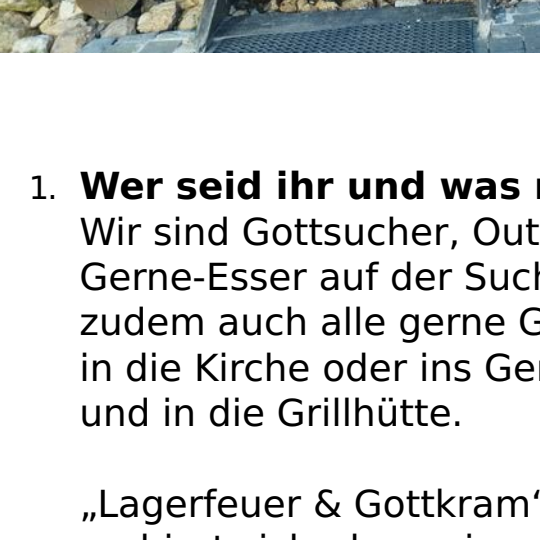 1. Wer seid ihr und was
Wir sind Gottsucher, Out
Gerne-Esser auf der Such
zudem auch alle gerne G
in die Kirche oder ins Ge
und in die Grillhütte.
„Lagerfeuer & Gottkram“